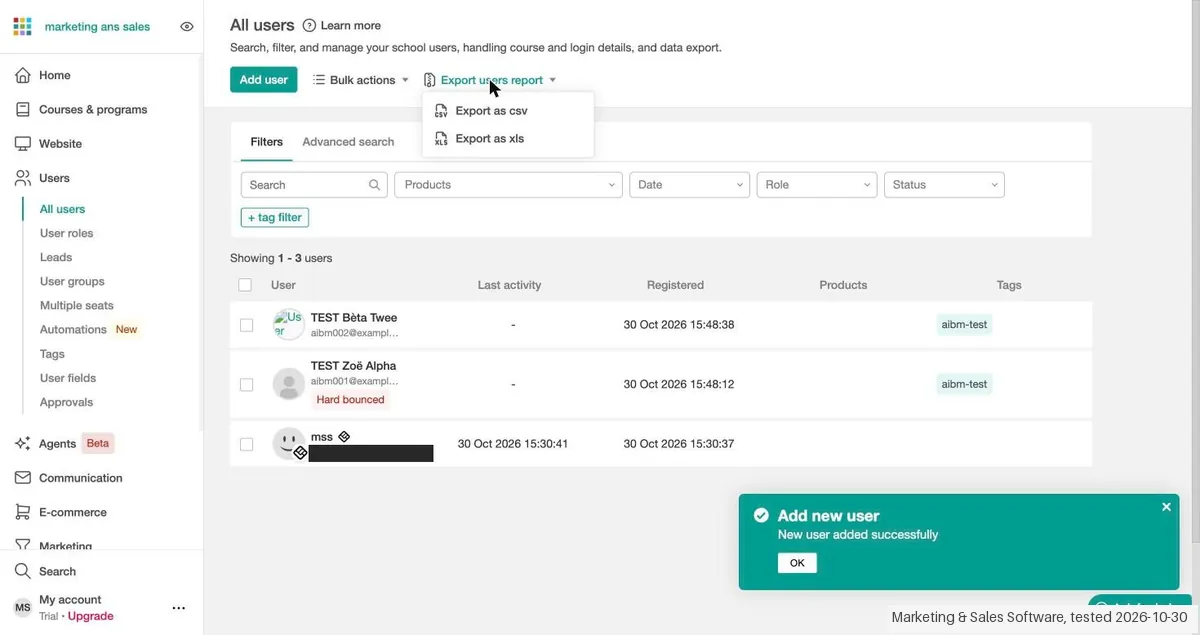 marketing ans sales
Home
Courses & programs
Website
Users
All users
User roles
Leads
User groups
Multiple seats
Automations New
Tags
User fields
Approvals
Agents Beta
Communication
E-commerce
Marketing
Search
MS
My account
Trial • Upgrade
All users ? Learn more
Search, filter, and manage your school users, handling course and login details, and data export.
Add user Bulk actions Export users report
CSV Export as csv
XLS Export as xls
Filters Advanced search
Search Products Date Role Status
+ tag filter
Showing 1 - 3 users
User Last activity Registered Products Tags
User
TEST Bèta Twee
aibm002@exampl...
- 30 Oct 2026 15:48:38 aibm-test
TEST Zoë Alpha
aibm001@exampl...
Hard bounced
- 30 Oct 2026 15:48:12 aibm-test
mss
30 Oct 2026 15:30:41 30 Oct 2026 15:30:37
Add new user
New user added successfully
OK
Marketing & Sales Software, tested 2026-10-30